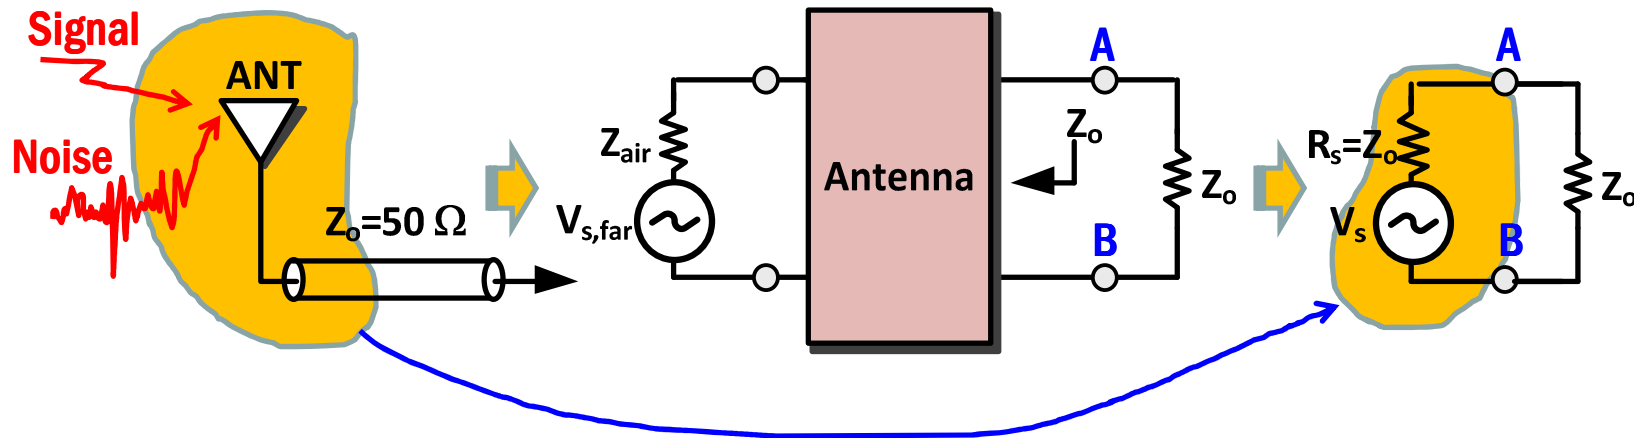 Signal
ANT
Noise
Zo=50 Ω
Zair
Vs,far
Antenna
A
Zo
Zo
B
A
Rs=Zo
Zo
Vs
B